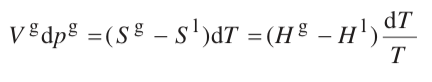 V^g dp^g = (S^g − S^l)dT = (H^g − H^l) dT/T